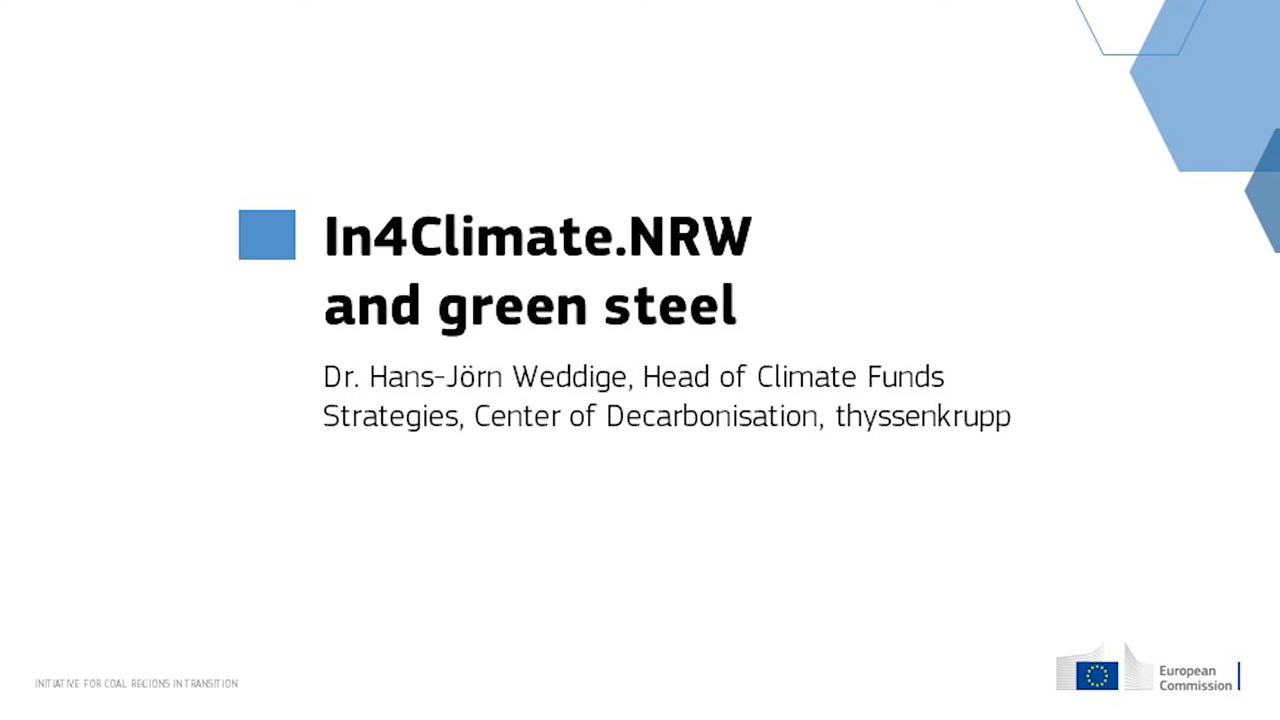 In4Climate.NRW
and green steel
Dr. Hans-Jörn Weddige, Head of Climate Funds
Strategies, Center of Decarbonisation, thyssenkrupp
INITIATIVE FOR COAL REGIONS IN TRANSITION
European
Commission